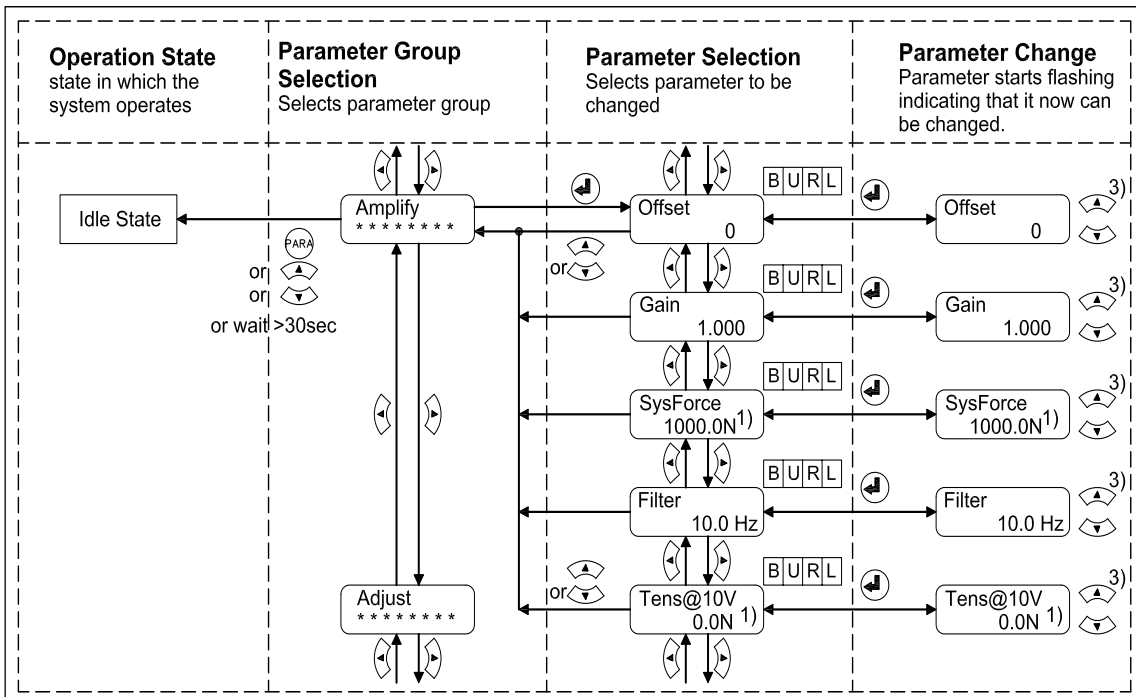 Operation State
state in which the
system operates
Parameter Group
Selection
Selects parameter group
Parameter Selection
Selects parameter to be
changed
Parameter Change
Parameter starts flashing
indicating that it now can
be changed.
Idle State
Amplify
* * * * * * * *
PARA
or
or
or wait >30sec
Offset
0
or
B U R L
Offset
0
3)
Gain
1.000
B U R L
Gain
1.000
3)
SysForce
1000.0N 1)
B U R L
SysForce
1000.0N 1)
3)
Filter
10.0 Hz
B U R L
Filter
10.0 Hz
3)
Adjust
* * * * * * * *
or
Tens@10V
0.0N 1)
B U R L
Tens@10V
0.0N 1)
3)